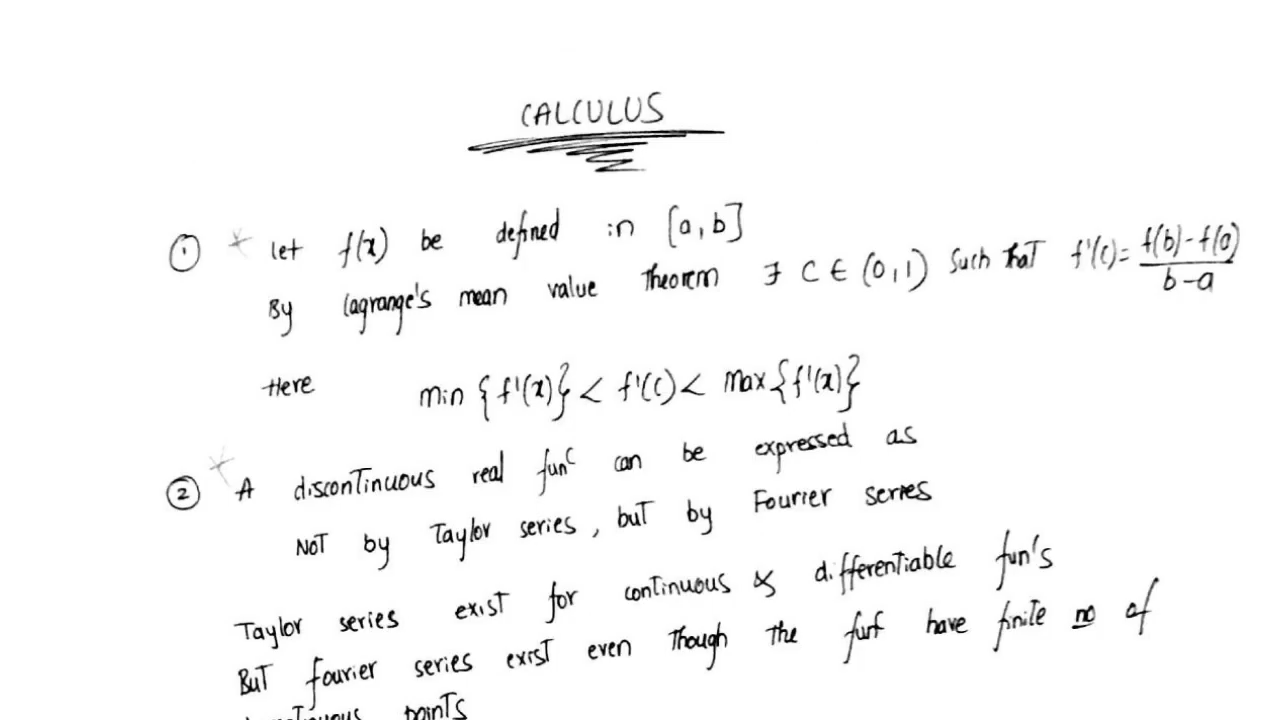 CALCULUS
① * let f(x) be defined in [a, b]
By lagrange's mean value Theorem ∃ C ∈ (0, 1) Such that f'(c) = f(b) - f(a) / b - a
Here min {f'(x)} < f'(c) < max {f'(x)}
② * A discontinuous real funᶜ can be expressed as
NOT by Taylor series, but by Fourier series
Taylor series exist for continuous & differentiable fun's
But fourier series exist even Though the have finite no of
points